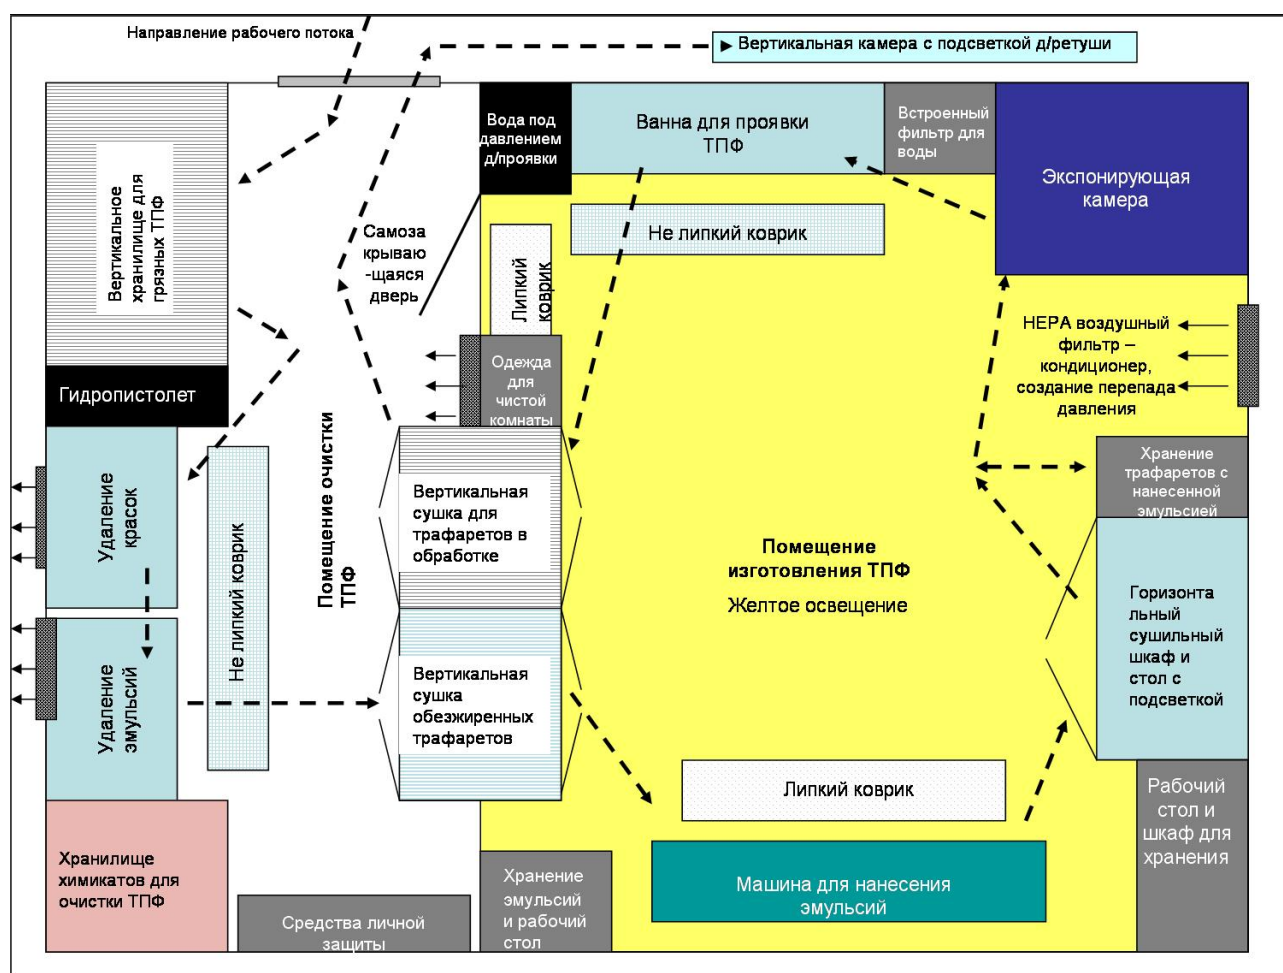 Направление рабочего потока
Вертикальная камера с подсветкой д/ретуши
Вода под
давлением
д/проявки
Ванна для проявки
ТПФ
Встроенный
фильтр для
воды
Экспонирующая
камера
Вертикальное
хранилище для
грязных ТПФ
Самоза
крываю
-щаяся
дверь
Липкий
коврик
Не липкий коврик
HEPA воздушный
фильтр –
кондиционер,
создание перепада
давления
Гидропистолет
Одежда
для
чистой
комнаты
Удаление
красок
Не липкий коврик
Помещение очистки
ТПФ
Вертикальная
сушка для
трафаретов в
обработке
Хранение
трафаретов с
нанесенной
эмульсией
Помещение
изготовления ТПФ
Желтое освещение
Горизонта
льный
сушильный
шкаф и
стол с
подсветкой
Удаление
эмульсий
Вертикальная
сушка
обезжиренных
трафаретов
Липкий коврик
Рабочий
стол и
шкаф для
хранения
Хранилище
химикатов для
очистки ТПФ
Средства личной
защиты
Хранение
эмульсий
и рабочий
стол
Машина для нанесения
эмульсий